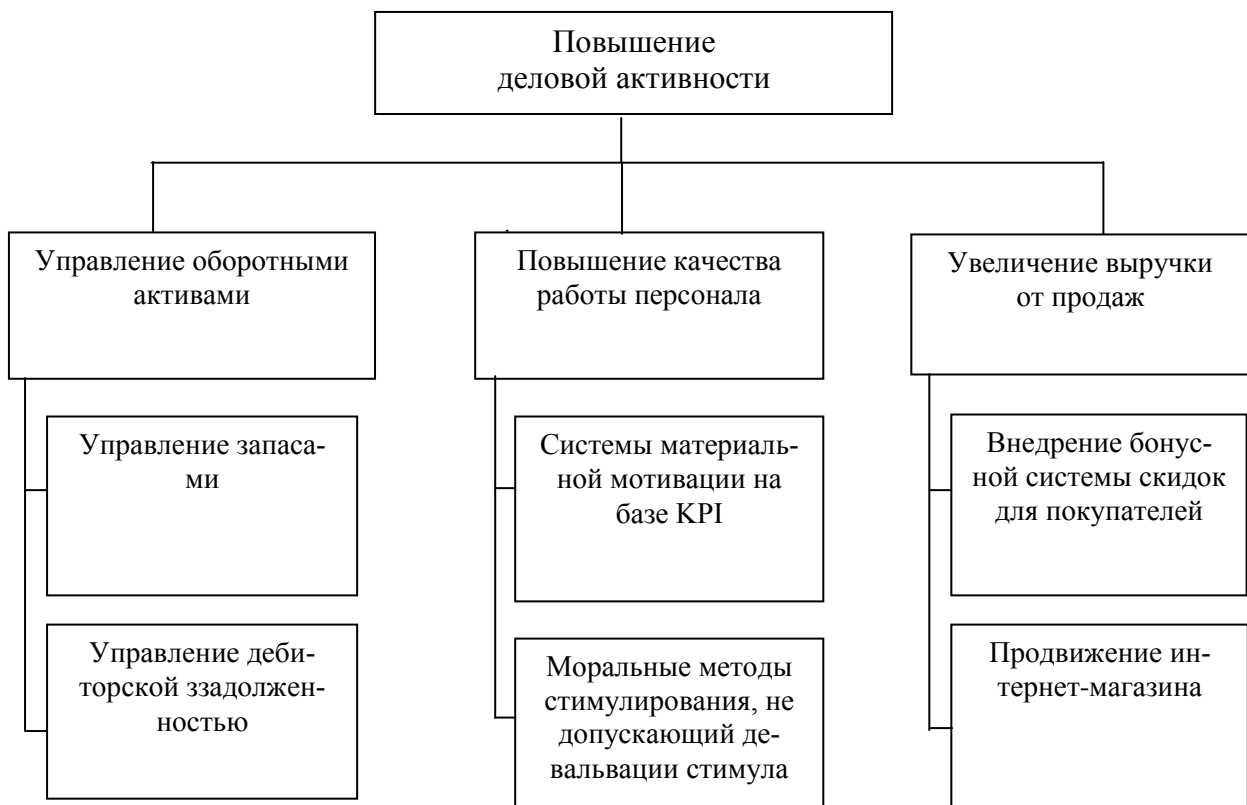 Повышение
деловой активности
Управление оборотными
активами
Повышение качества
работы персонала
Увеличение выручки
от продаж
Управление запаса-
ми
Системы материаль-
ной мотивации на
базе KPI
Внедрение бонус-
ной системы скидок
для покупателей
Управление деби-
торской ззадолжен-
ностью
Моральные методы
стимулирования, не
допускающий де-
вальвации стимула
Продвижение ин-
тернет-магазина